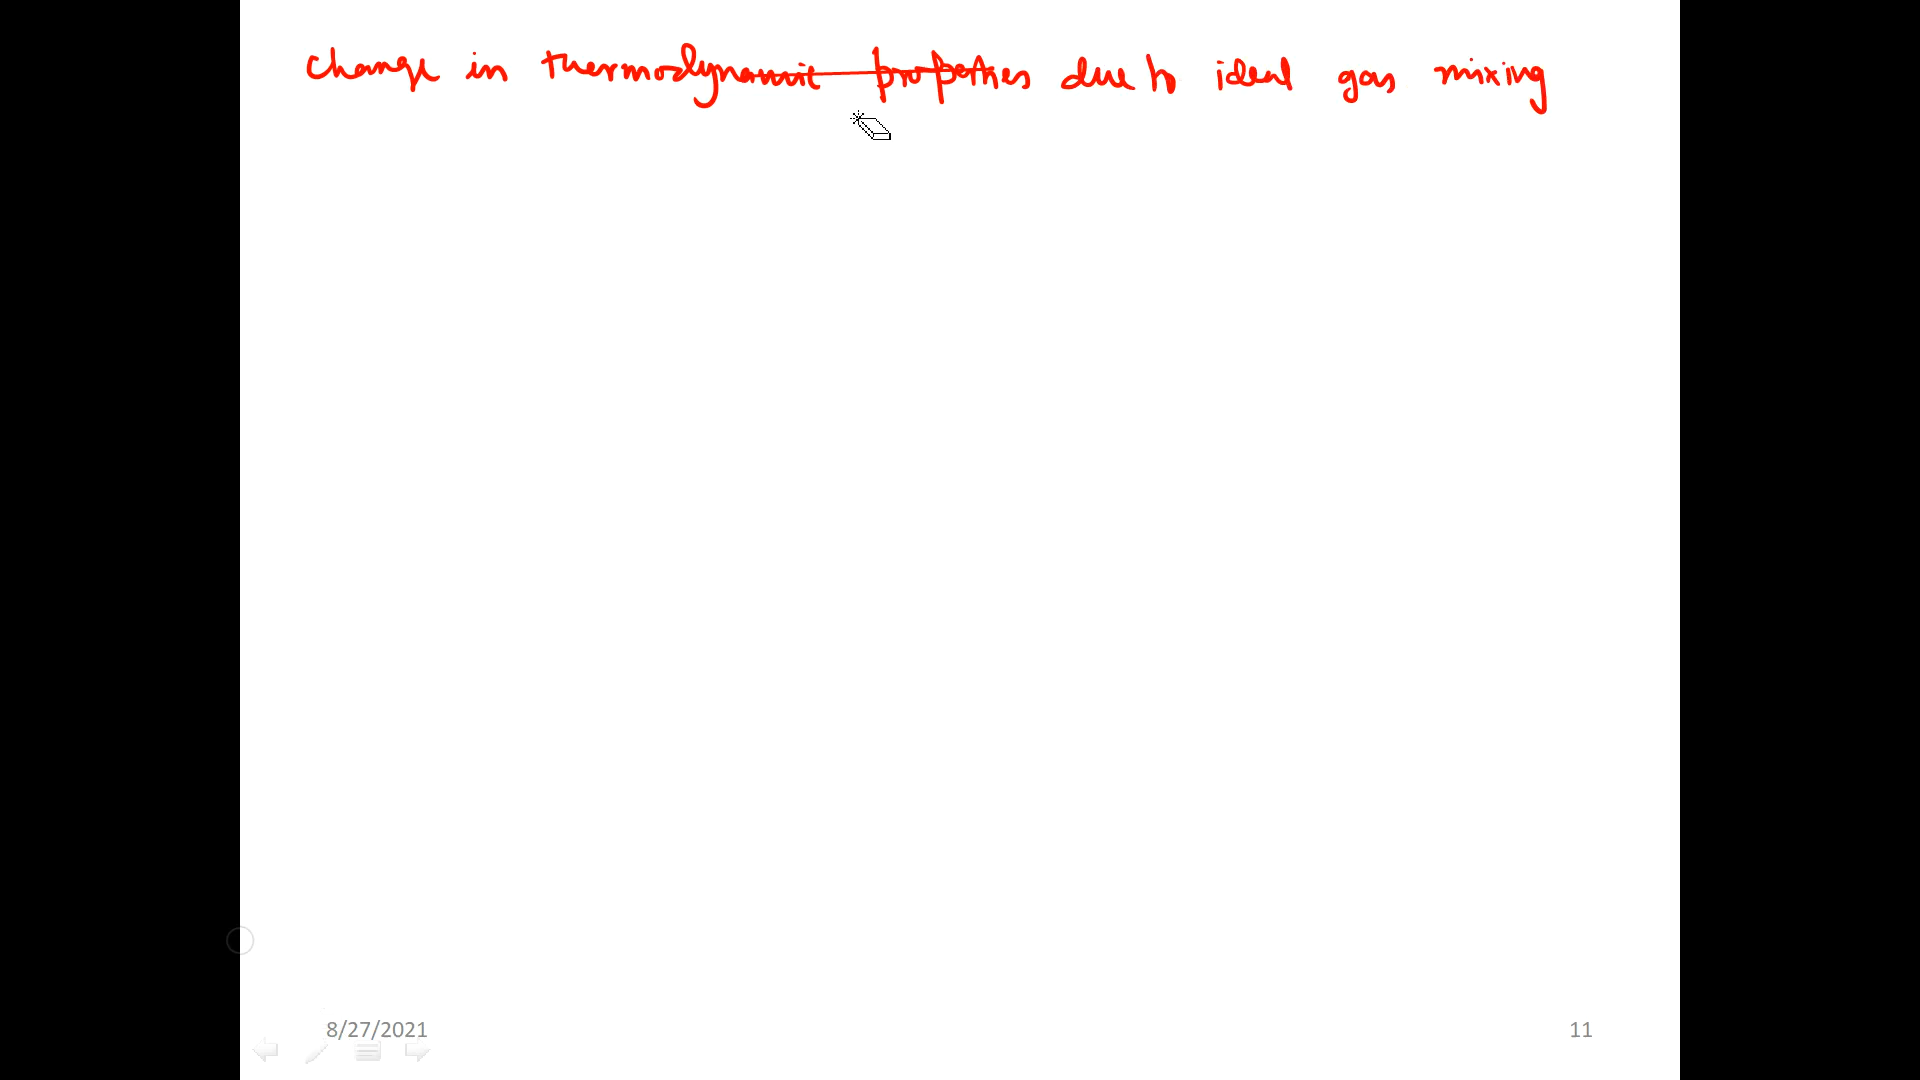 Change in thermodynamic properties due to ideal gas mixing
8/27/2021
11